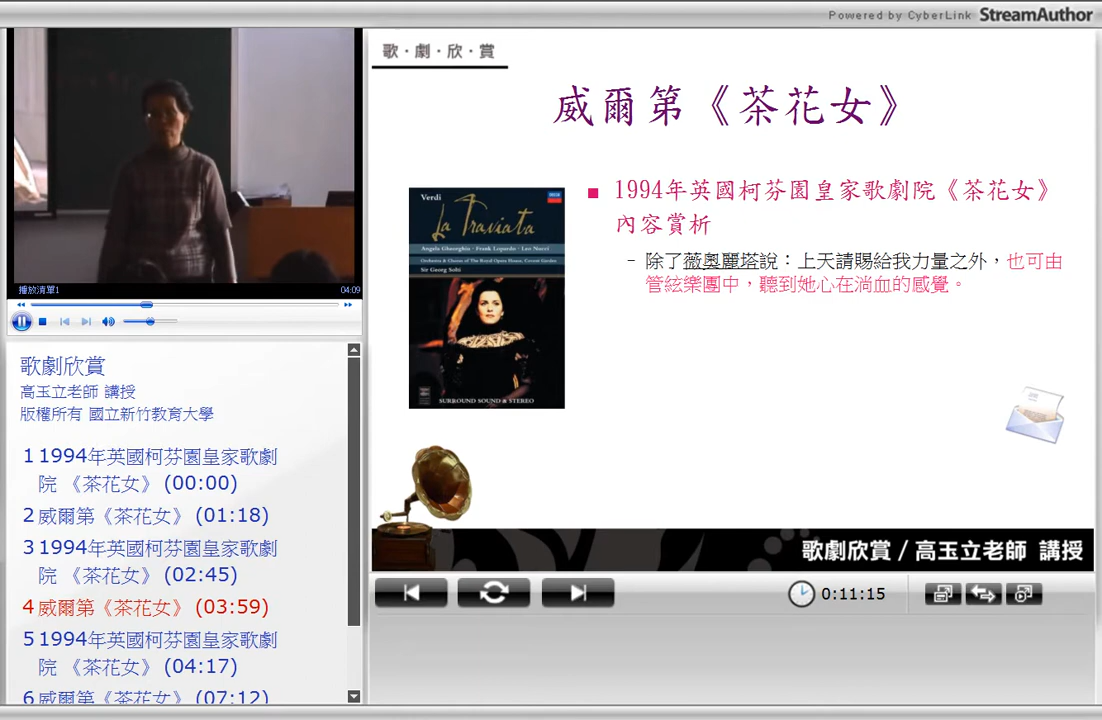 Powered by CyberLink StreamAuthor
播放清單1
04:09
歌劇欣賞
高玉立老師 講授
版權所有 國立新竹教育大學
1 1994年英國柯芬園皇家歌劇
院 《茶花女》 (00:00)
2 威爾第《茶花女》 (01:18)
3 1994年英國柯芬園皇家歌劇
院 《茶花女》 (02:45)
4 威爾第《茶花女》 (03:59)
5 1994年英國柯芬園皇家歌劇
院 《茶花女》 (04:17)
6 威爾第《茶花女》 (07:12)
歌‧劇‧欣‧賞
威爾第《茶花女》
■ 1994年英國柯芬園皇家歌劇院《茶花女》
內容賞析
- 除了薇奧麗塔說：上天請賜給我力量之外，也可由
管絃樂團中，聽到她心在淌血的感覺。
Verdi
La Traviata
Angela Gheorghiu · Frank Lopardo · Leo Nucci
Orchestra & Chorus of The Royal Opera House, Covent Garden
Sir Georg Solti
SURROUND SOUND & STEREO
歌劇欣賞 / 高玉立老師 講授
0:11:15